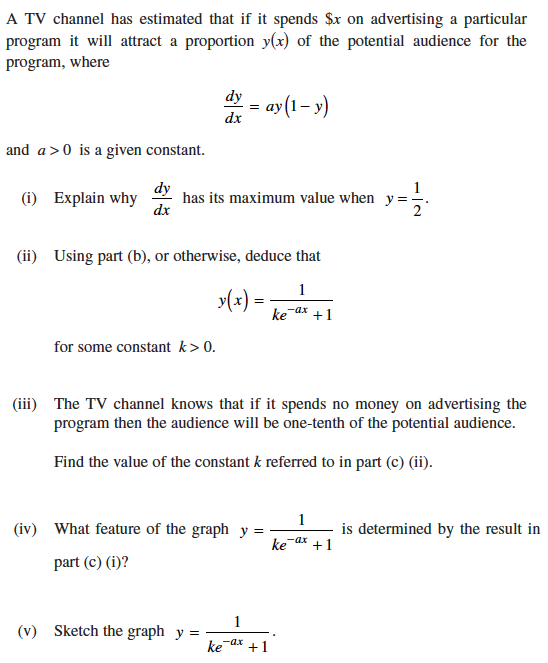 A TV channel has estimated that if it spends $x on advertising a particular
program it will attract a proportion y(x) of the potential audience for the
program, where
dy/dx = ay(1 − y)
and a > 0 is a given constant.
(i) Explain why dy/dx has its maximum value when y = 1/2.
(ii) Using part (b), or otherwise, deduce that
y(x) = 1/(ke^(−ax) + 1)
for some constant k > 0.
(iii) The TV channel knows that if it spends no money on advertising the
program then the audience will be one-tenth of the potential audience.
Find the value of the constant k referred to in part (c) (ii).
(iv) What feature of the graph y = 1/(ke^(−ax) + 1) is determined by the result in
part (c) (i)?
(v) Sketch the graph y = 1/(ke^(−ax) + 1).